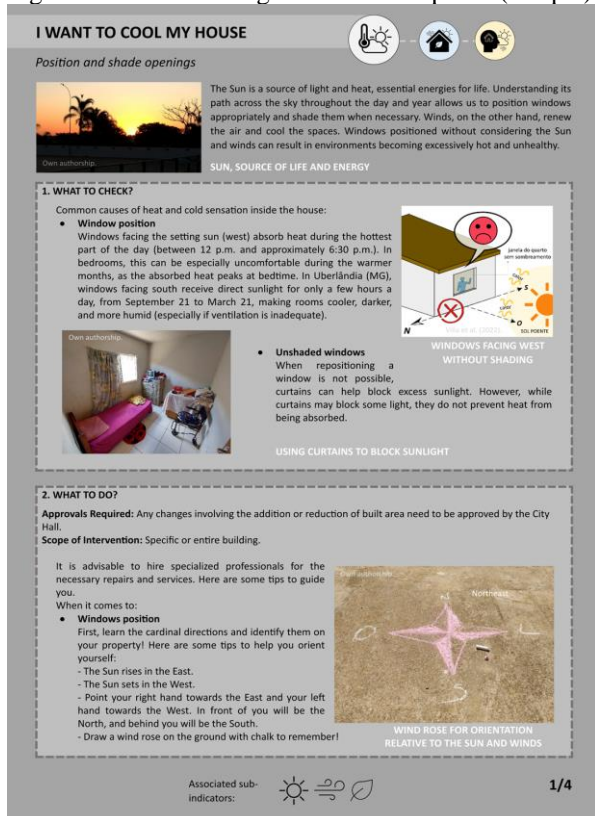 I WANT TO COOL MY HOUSE
Position and shade openings
The Sun is a source of light and heat, essential energies for life. Understanding its
path across the sky throughout the day and year allows us to position windows
appropriately and shade them when necessary. Winds, on the other hand, renew
the air and cool the spaces. Windows positioned without considering the Sun
and winds can result in environments becoming excessively hot and unhealthy.
Own authorship.
SUN, SOURCE OF LIFE AND ENERGY
1. WHAT TO CHECK?
Common causes of heat and cold sensation inside the house:
• Window position
Windows facing the setting sun (west) absorb heat during the hottest
part of the day (between 12 p.m. and approximately 6:30 p.m.). In
bedrooms, this can be especially uncomfortable during the warmer
months, as the absorbed heat peaks at bedtime. In Uberlândia (MG),
windows facing south receive direct sunlight for only a few hours a
day, from September 21 to March 21, making rooms cooler, darker,
and more humid (especially if ventilation is inadequate).
janela do quarto
sem sombreamento
S
N
O
SOL POENTE
WINDOWS FACING WEST
WITHOUT SHADING
Own authorship.
• Unshaded windows
When repositioning a
window is not possible,
curtains can help block excess sunlight. However, while
curtains may block some light, they do not prevent heat from
being absorbed.
USING CURTAINS TO BLOCK SUNLIGHT
2. WHAT TO DO?
Approvals Required: Any changes involving the addition or reduction of built area need to be approved by the City
Hall.
Scope of Intervention: Specific or entire building.
It is advisable to hire specialized professionals for the
necessary repairs and services. Here are some tips to guide
you.
When it comes to:
• Windows position
First, learn the cardinal directions and identify them on
your property! Here are some tips to help you orient
yourself:
- The Sun rises in the East.
- The Sun sets in the West.
- Point your right hand towards the East and your left
hand towards the West. In front of you will be the
North, and behind you will be the South.
- Draw a wind rose on the ground with chalk to remember!
Own authorship.
Northeast
N
O
L
S
WIND ROSE FOR ORIENTATION
RELATIVE TO THE SUN AND WINDS
Associated sub-
indicators:
1/4